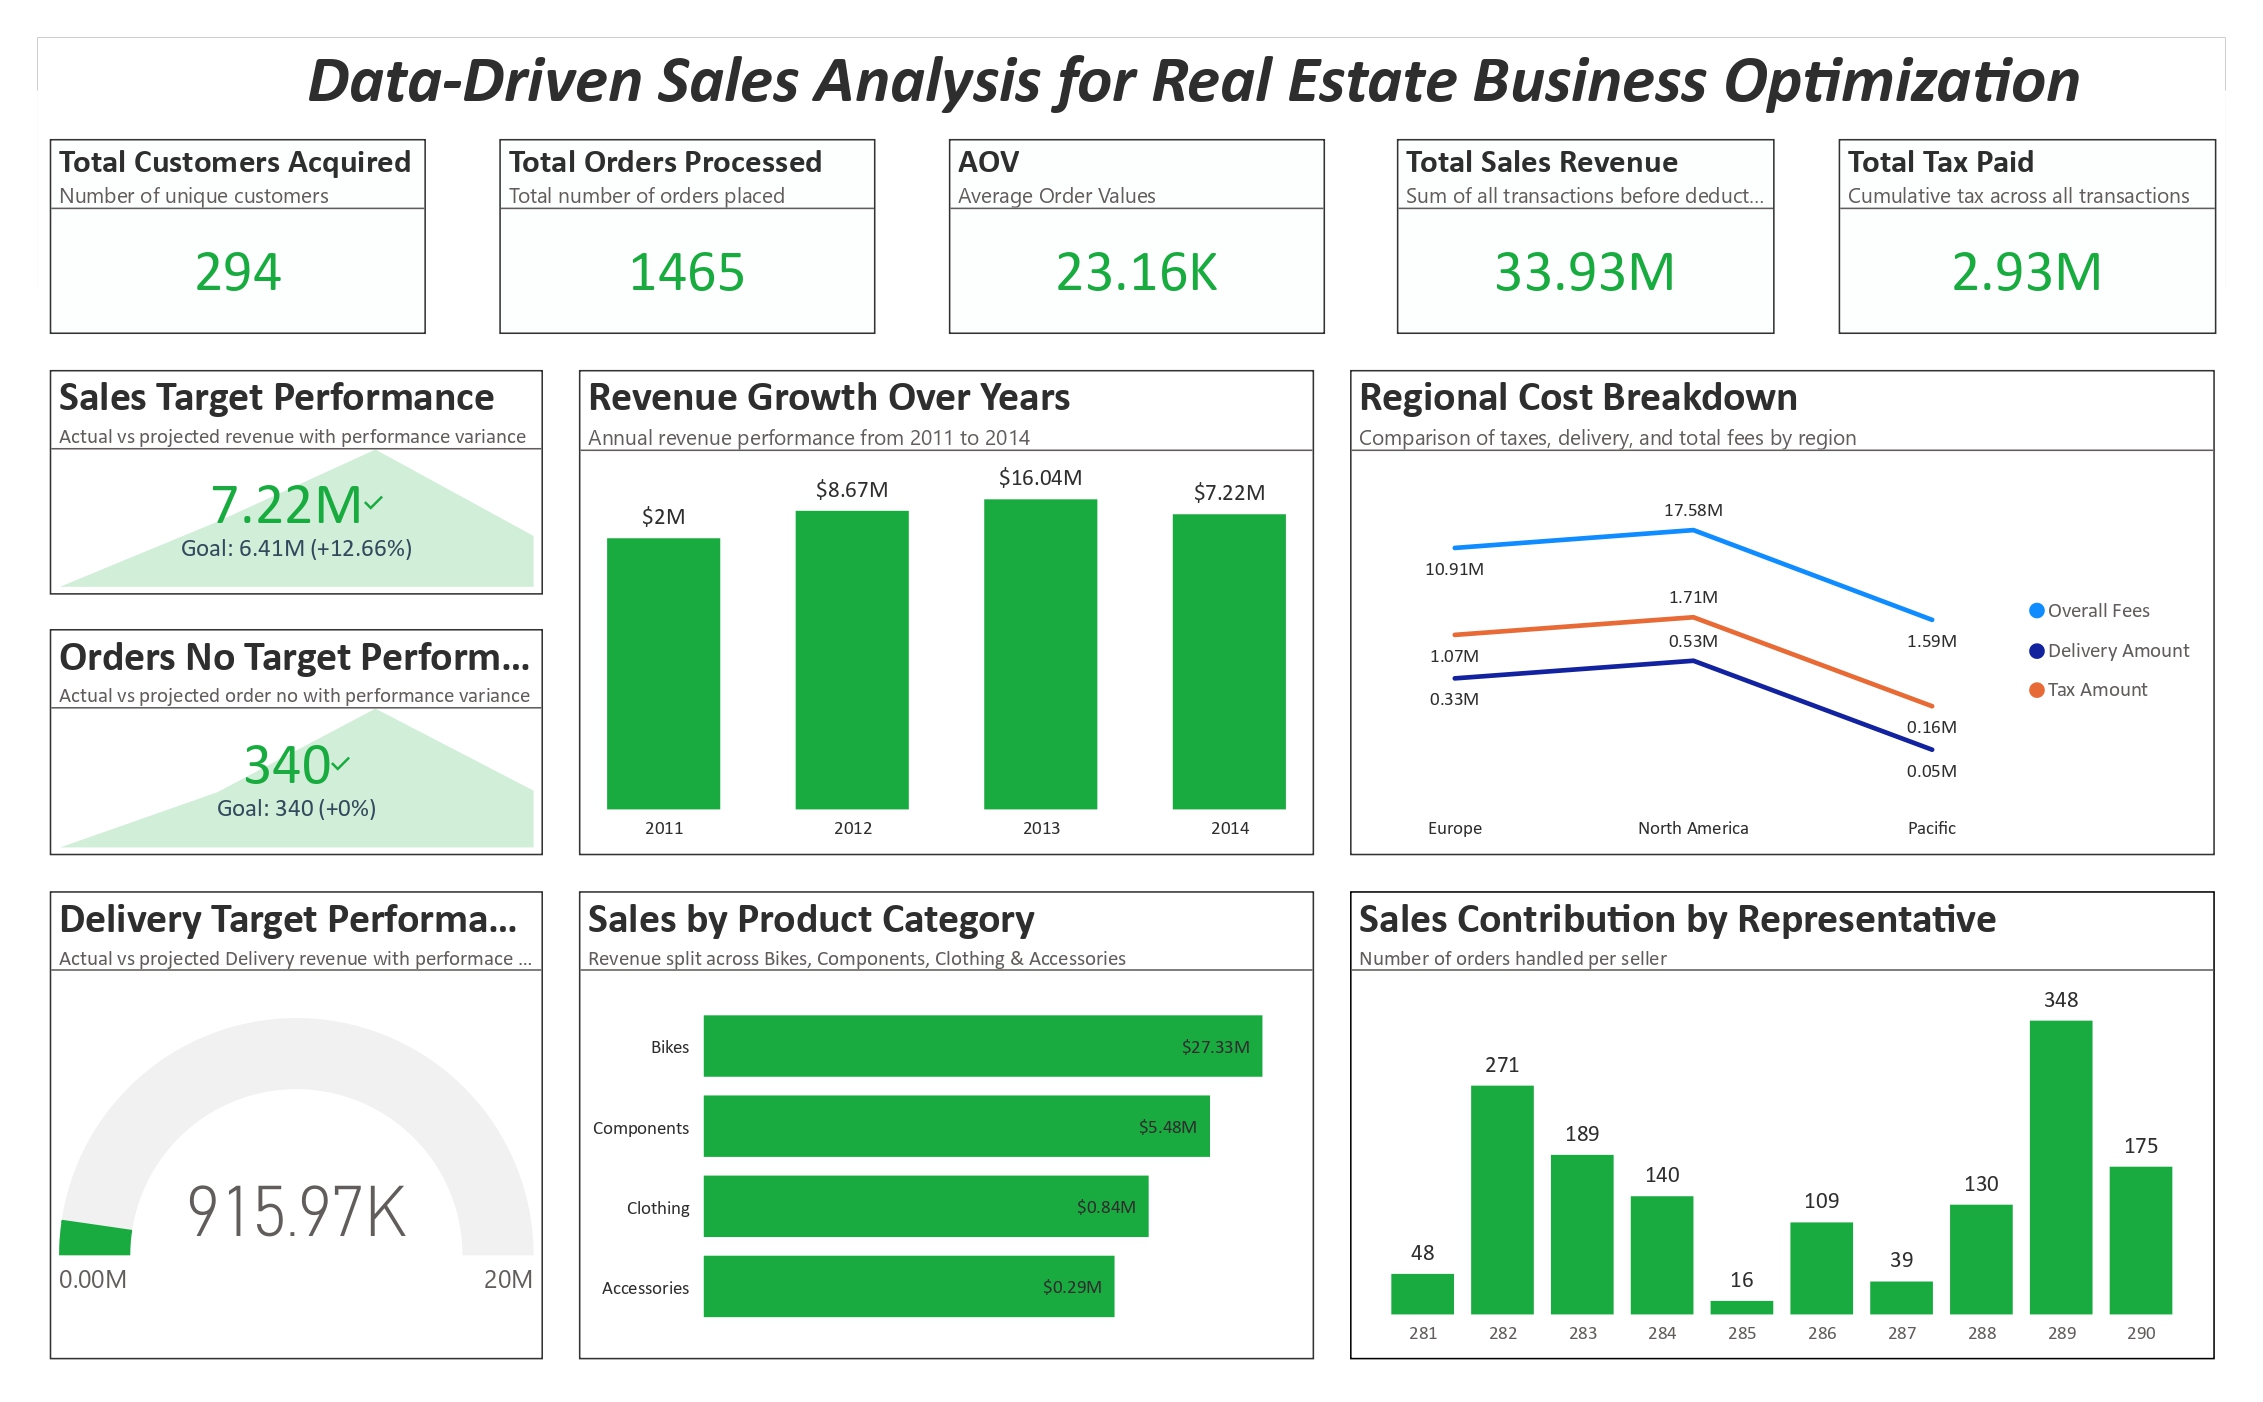 Data-Driven Sales Analysis for Real Estate Business Optimization
Total Customers Acquired
Number of unique customers
294
Total Orders Processed
Total number of orders placed
1465
AOV
Average Order Values
23.16K
Total Sales Revenue
Sum of all transactions before deduct...
33.93M
Total Tax Paid
Cumulative tax across all transactions
2.93M
Sales Target Performance
Actual vs projected revenue with performance variance
7.22M✓
Goal: 6.41M (+12.66%)
Orders No Target Perform...
Actual vs projected order no with performance variance
340✓
Goal: 340 (+0%)
Revenue Growth Over Years
Annual revenue performance from 2011 to 2014
$2M
$8.67M
$16.04M
$7.22M
2011
2012
2013
2014
Regional Cost Breakdown
Comparison of taxes, delivery, and total fees by region
17.58M
10.91M
1.71M
0.53M
1.59M
1.07M
0.33M
0.16M
0.05M
Europe
North America
Pacific
Overall Fees
Delivery Amount
Tax Amount
Delivery Target Performa...
Actual vs projected Delivery revenue with performace ...
915.97K
0.00M
20M
Sales by Product Category
Revenue split across Bikes, Components, Clothing & Accessories
Bikes
$27.33M
Components
$5.48M
Clothing
$0.84M
Accessories
$0.29M
Sales Contribution by Representative
Number of orders handled per seller
48
271
189
140
16
109
39
130
348
175
281
282
283
284
285
286
287
288
289
290